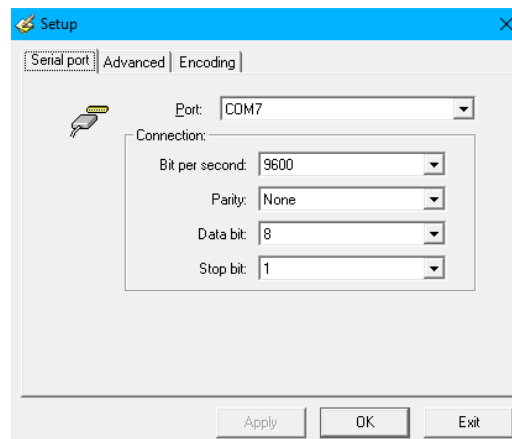 Setup
Serial port Advanced Encoding
Port: COM7
Connection:
Bit per second: 9600
Parity: None
Data bit: 8
Stop bit: 1
Apply OK Exit